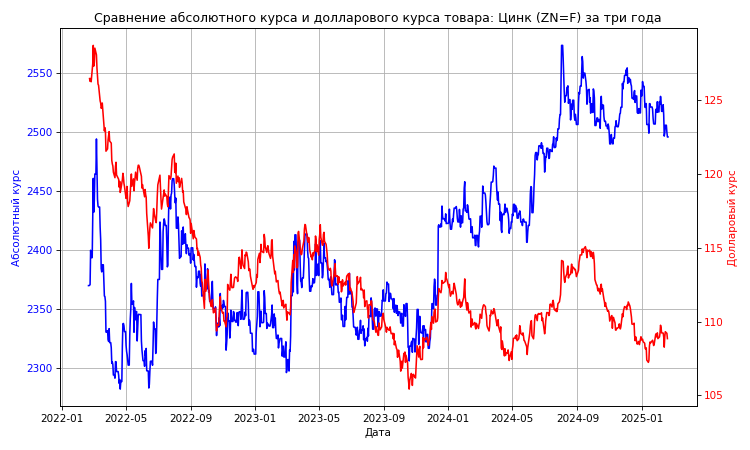 Сравнение абсолютного курса и долларового курса товара: Цинк (ZN=F) за три года
Абсолютный курс
2550
2500
2450
2400
2350
2300
125
120
115
110
105
Долларовый курс
2022-01 2022-05 2022-09 2023-01 2023-05 2023-09 2024-01 2024-05 2024-09 2025-01
Дата